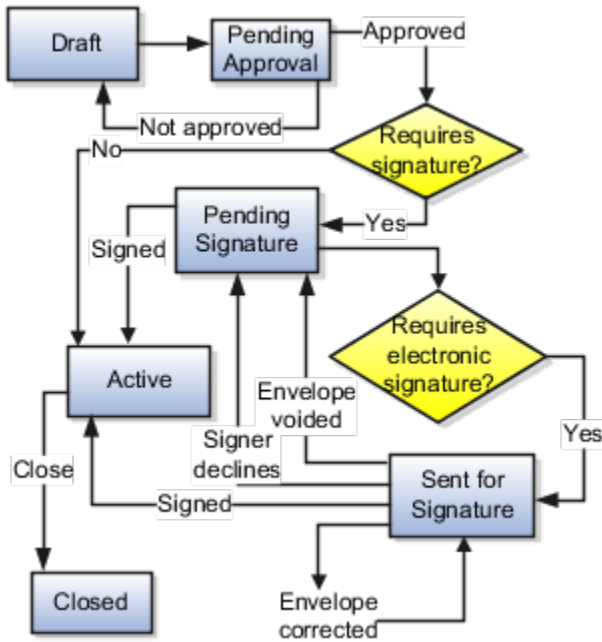 Draft
Pending
Approval
Approved
Not approved
No
Requires
signature?
Yes
Pending
Signature
Signed
Requires
electronic
signature?
Active
Envelope
voided
Signer
declines
Yes
Close
Sent for
Signature
Signed
Closed
Envelope
corrected